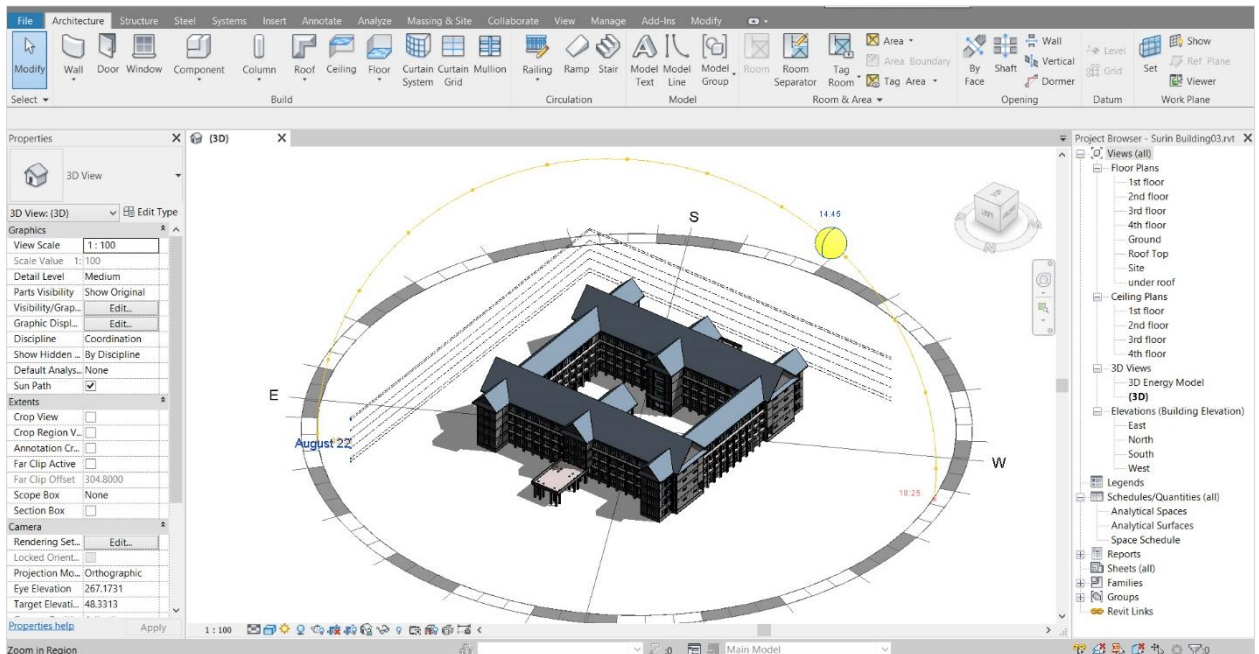 File Architecture Structure Steel Systems Insert Annotate Analyze Massing & Site Collaborate View Manage Add-Ins Modify
Modify Wall Door Window Component Column Roof Ceiling Floor Curtain System Curtain Grid Mullion Railing Ramp Stair Model Text Model Line Model Group Room Room Separator Tag Room
Area
Area Boundary
Tag Area
By Face Shaft
Wall
Vertical
Dormer
Level
Grid
Set
Show
Ref Plane
Viewer
Select Build Circulation Model Room & Area Opening Datum Work Plane
Properties
3D View
3D View: {3D} Edit Type
Graphics
View Scale 1 : 100
Scale Value 1: 100
Detail Level Medium
Parts Visibility Show Original
Visibility/Grap... Edit...
Graphic Displ... Edit...
Discipline Coordination
Show Hidden ... By Discipline
Default Analys... None
Sun Path
Extents
Crop View
Crop Region V...
Annotation Cr...
Far Clip Active
Far Clip Offset 304.8000
Scope Box None
Section Box
Camera
Rendering Set... Edit...
Locked Orient...
Projection Mo... Orthographic
Eye Elevation 267.1731
Target Elevati... 48.3313
Properties help Apply
{3D}
S
14:45
E
August 22
W
18:25
TOP
LEFT
N
1 : 100
Project Browser - Surin Building03.rvt
Views (all)
Floor Plans
1st floor
2nd floor
3rd floor
4th floor
Ground
Roof Top
Site
under roof
Ceiling Plans
1st floor
2nd floor
3rd floor
4th floor
3D Views
3D Energy Model
{3D}
Elevations (Building Elevation)
East
North
South
West
Legends
Schedules/Quantities (all)
Analytical Spaces
Analytical Surfaces
Space Schedule
Reports
Sheets (all)
Families
Groups
Revit Links
Zoom in Region :0 Main Model :0